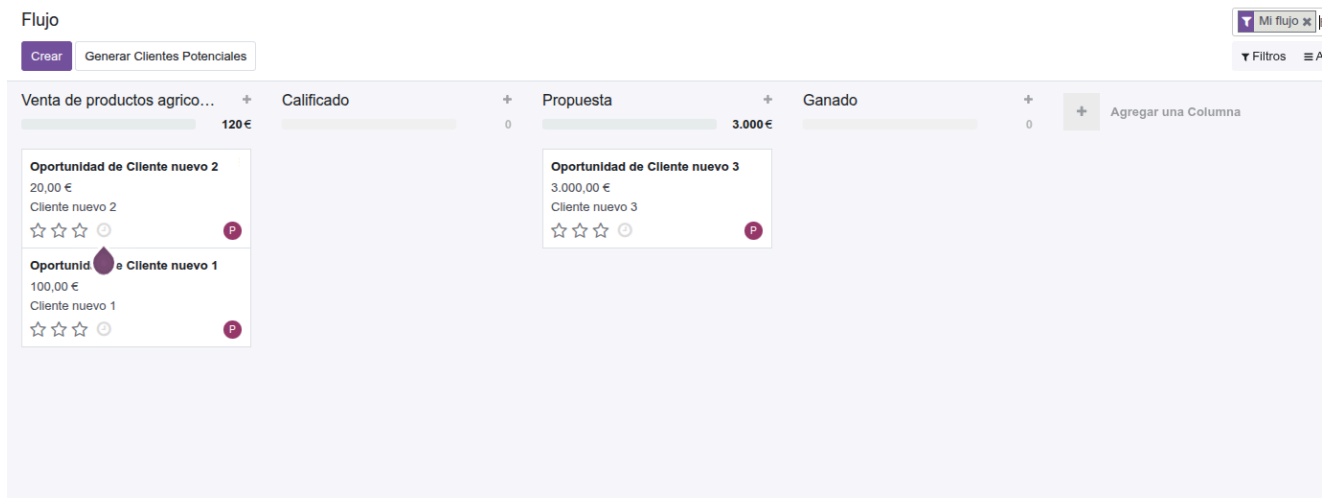 Flujo
Mi flujo ×
Crear Generar Clientes Potenciales
Filtros
Venta de productos agrico... +
120 €
Oportunidad de Cliente nuevo 2
20,00 €
Cliente nuevo 2
P
Cliente nuevo 1
100,00 €
Cliente nuevo 1
P
Calificado +
0
Propuesta +
3.000 €
Oportunidad de Cliente nuevo 3
3.000,00 €
Cliente nuevo 3
P
Ganado +
0
+ Agregar una Columna